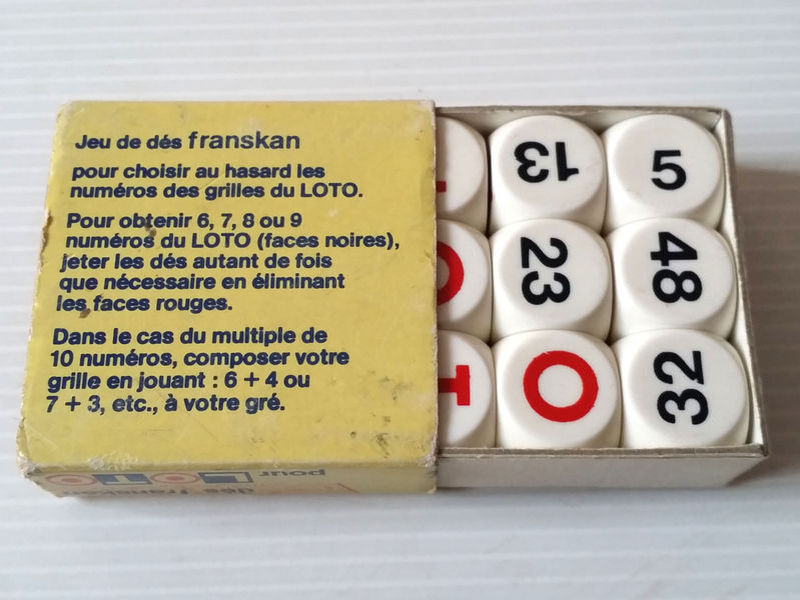 Jeu de dés franskan
pour choisir au hasard les
numéros des grilles du LOTO.
Pour obtenir 6, 7, 8 ou 9
numéros du LOTO (faces noires),
jeter les dés autant de fois
que nécessaire en éliminant
les faces rouges.
Dans le cas du multiple de
10 numéros, composer votre
grille en jouant : 6 + 4 ou
7 + 3, etc., à votre gré.
pour
LOTO
dés franskan
13
5
O
23
48
T
O
32